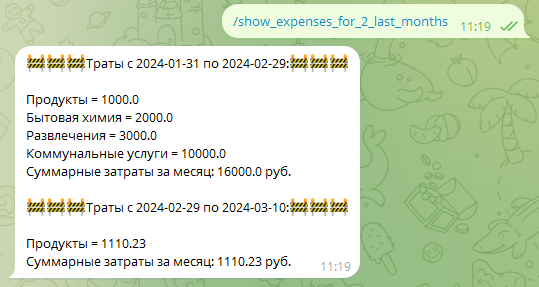 /show_expenses_for_2_last_months
11:19
🚧🚧🚧Траты с 2024-01-31 по 2024-02-29:🚧🚧🚧
Продукты = 1000.0
Бытовая химия = 2000.0
Развлечения = 3000.0
Коммунальные услуги = 10000.0
Суммарные затраты за месяц: 16000.0 руб.
🚧🚧🚧Траты с 2024-02-29 по 2024-03-10:🚧🚧🚧
Продукты = 1110.23
Суммарные затраты за месяц: 1110.23 руб.
11:19